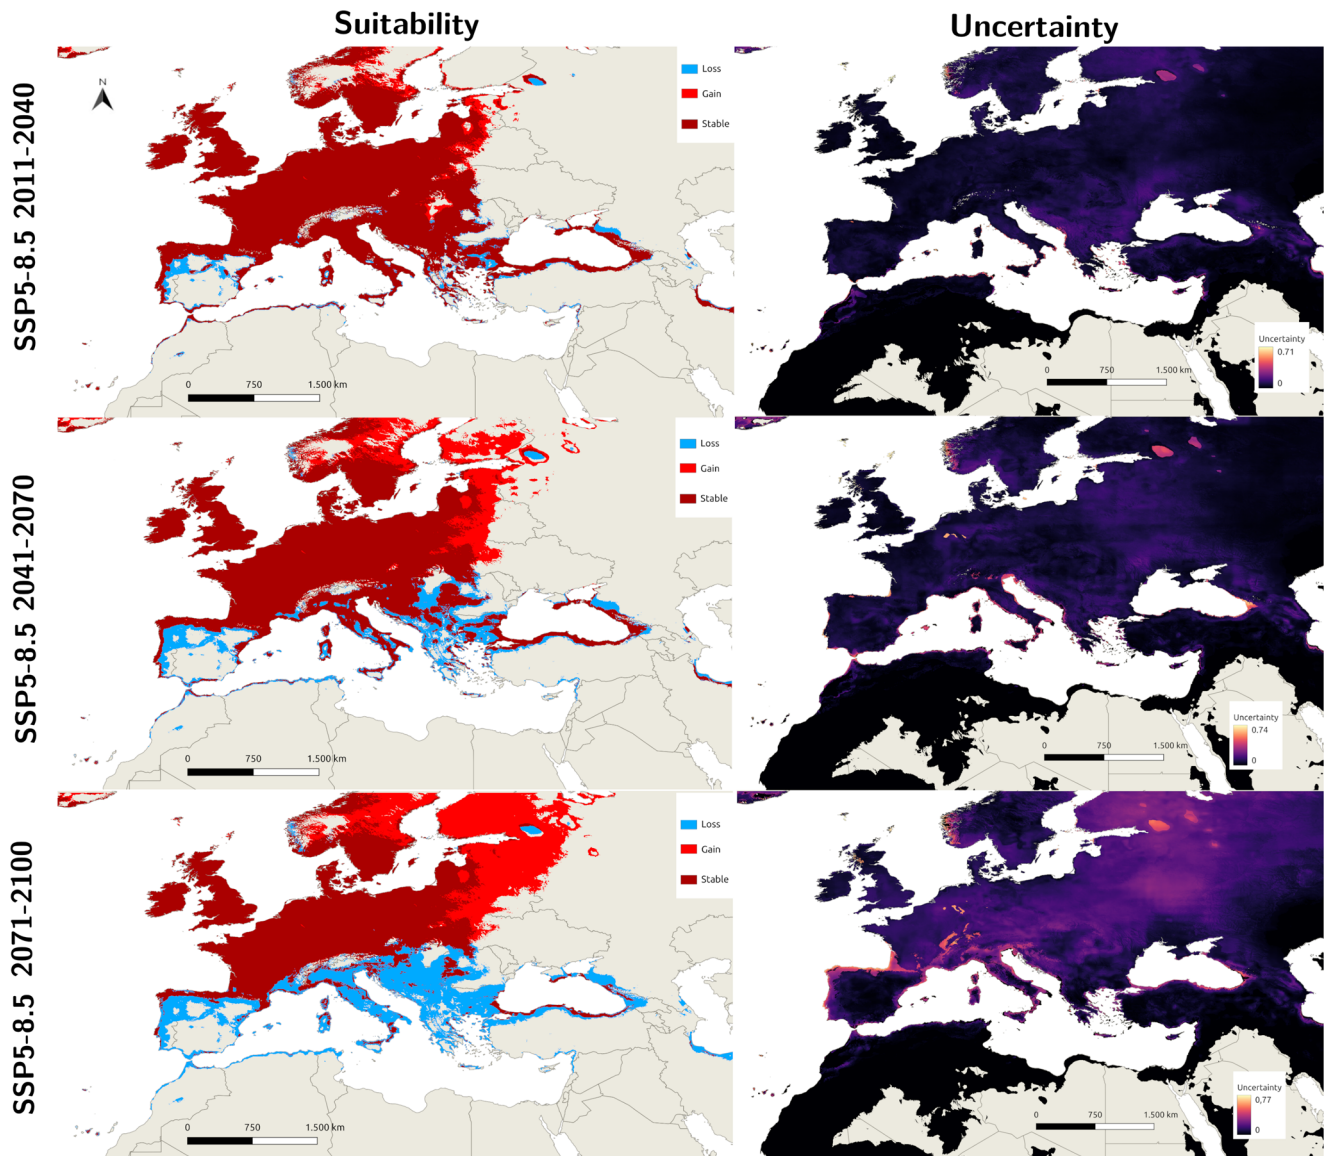 Suitability
Uncertainty
SSP5-8.5 2011-2040
N
Loss
Gain
Stable
0 750 1.500 km
Uncertainty
0.71
0
0 750 1.500 km
SSP5-8.5 2041-2070
Loss
Gain
Stable
0 750 1.500 km
Uncertainty
0.74
0
0 750 1.500 km
SSP5-8.5 2071-2100
Loss
Gain
Stable
0 750 1.500 km
Uncertainty
0,77
0
0 750 1.500 km